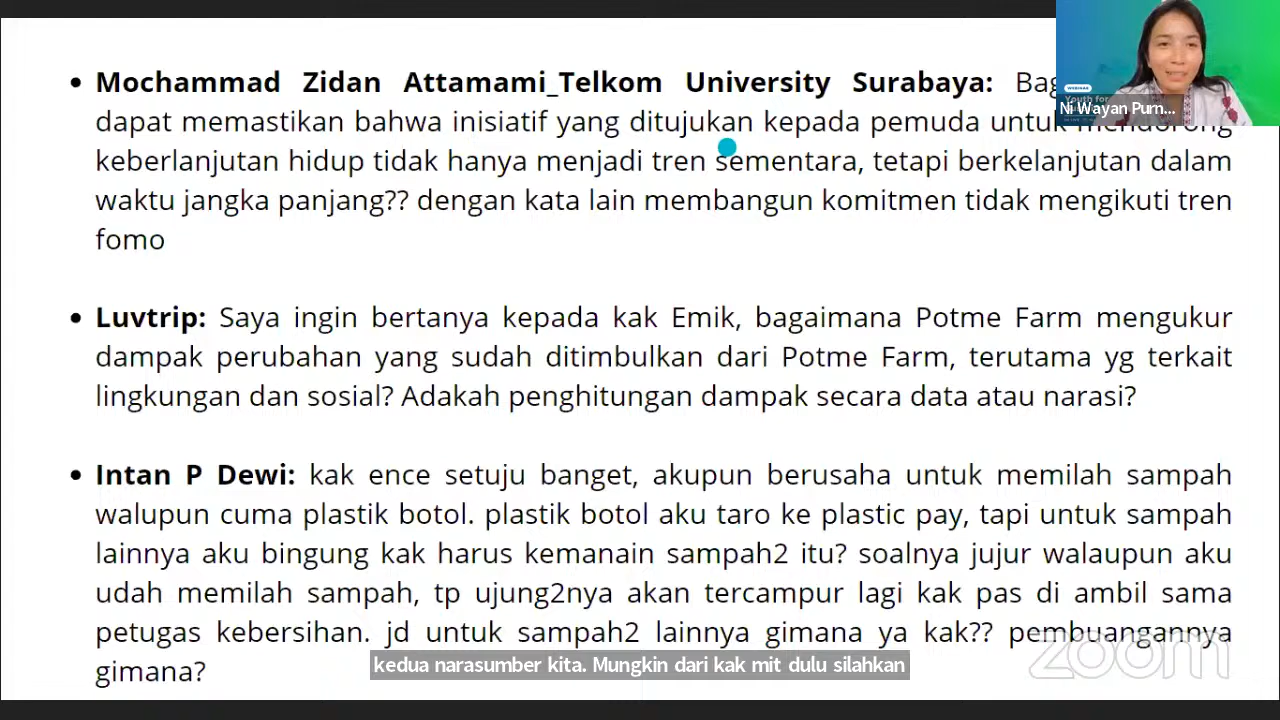 Mochammad Zidan Attamami_Telkom University Surabaya: Bag
dapat memastikan bahwa inisiatif yang ditujukan kepada pemuda untuk mendorong
keberlanjutan hidup tidak hanya menjadi tren sementara, tetapi berkelanjutan dalam
waktu jangka panjang?? dengan kata lain membangun komitmen tidak mengikuti tren
fomo
Luvtrip: Saya ingin bertanya kepada kak Emik, bagaimana Potme Farm mengukur
dampak perubahan yang sudah ditimbulkan dari Potme Farm, terutama yg terkait
lingkungan dan sosial? Adakah penghitungan dampak secara data atau narasi?
Intan P Dewi: kak ence setuju banget, akupun berusaha untuk memilah sampah
walupun cuma plastik botol. plastik botol aku taro ke plastic pay, tapi untuk sampah
lainnya aku bingung kak harus kemanain sampah2 itu? soalnya jujur walaupun aku
udah memilah sampah, tp ujung2nya akan tercampur lagi kak pas di ambil sama
petugas kebersihan. jd untuk sampah2 lainnya gimana ya kak?? pembuangannya
gimana?
kedua narasumber kita. Mungkin dari kak mit dulu silahkan
zoom
WEBINAR
Youth for
Ni Wayan Purn...